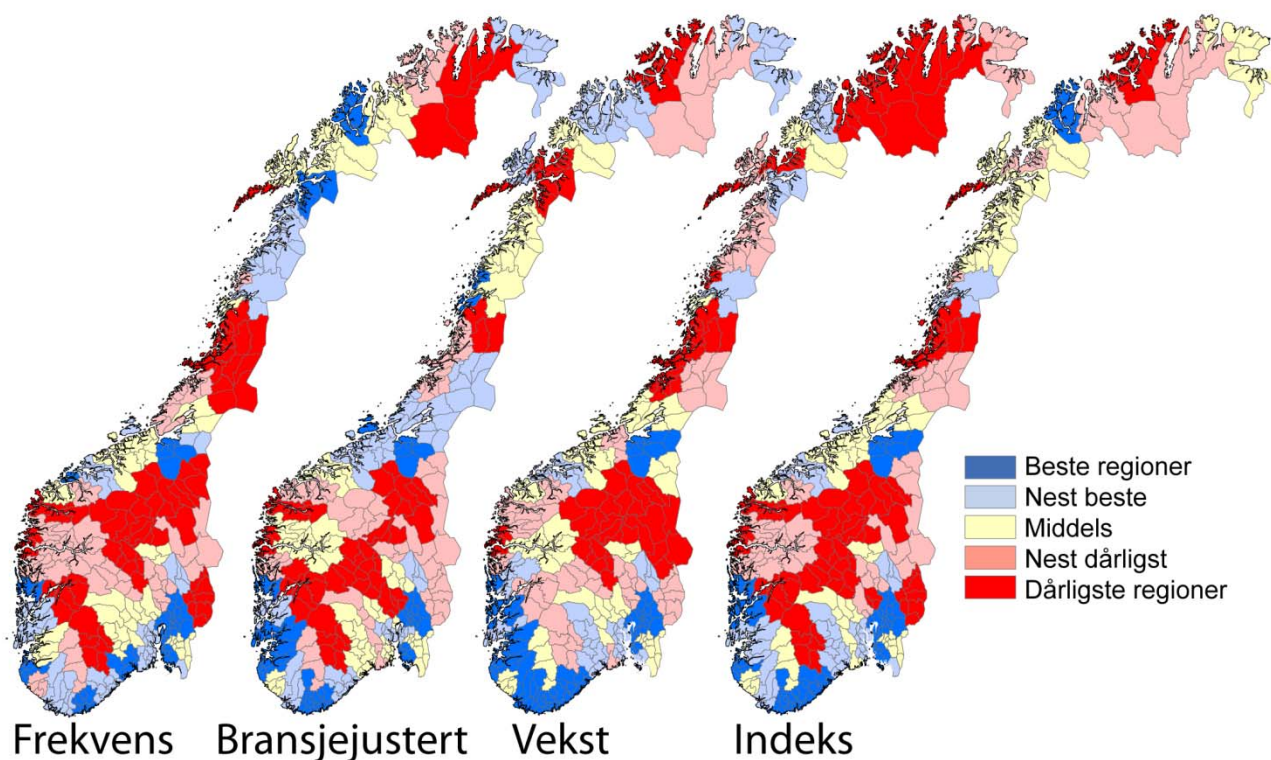 Beste regioner
Nest beste
Middels
Nest dårligst
Dårligste regioner
Frekvens
Bransjejustert
Vekst
Indeks